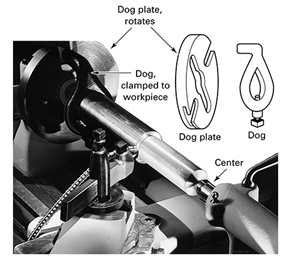 Dog plate,
rotates
Dog,
clamped to
workpiece
Dog plate
Dog
Center